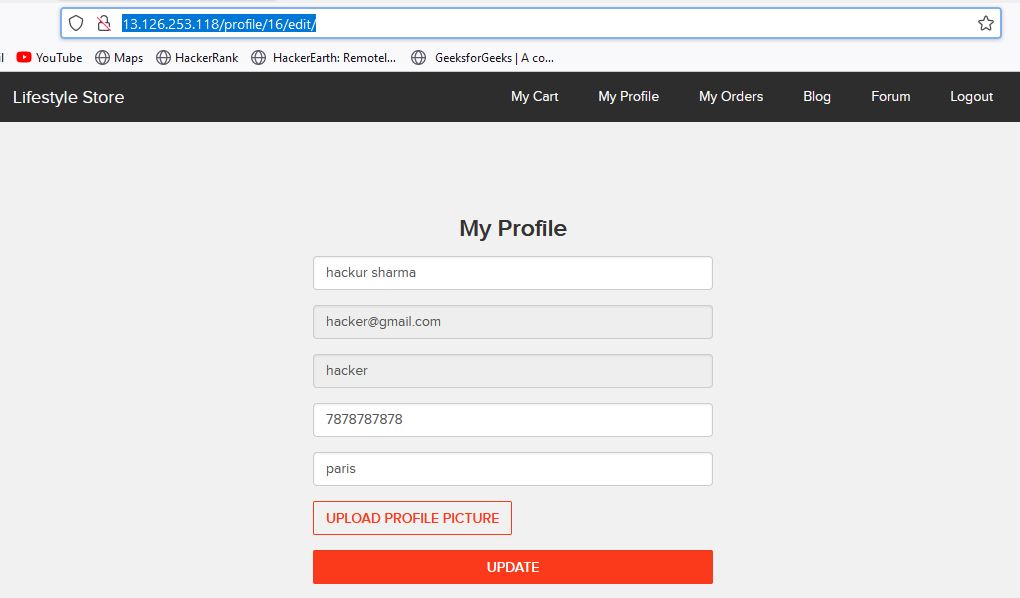 13.126.253.118/profile/16/edit/
YouTube Maps HackerRank HackerEarth: Remotel... GeeksforGeeks | A co...
Lifestyle Store My Cart My Profile My Orders Blog Forum Logout
My Profile
hackur sharma
hacker@gmail.com
hacker
7878787878
paris
UPLOAD PROFILE PICTURE
UPDATE